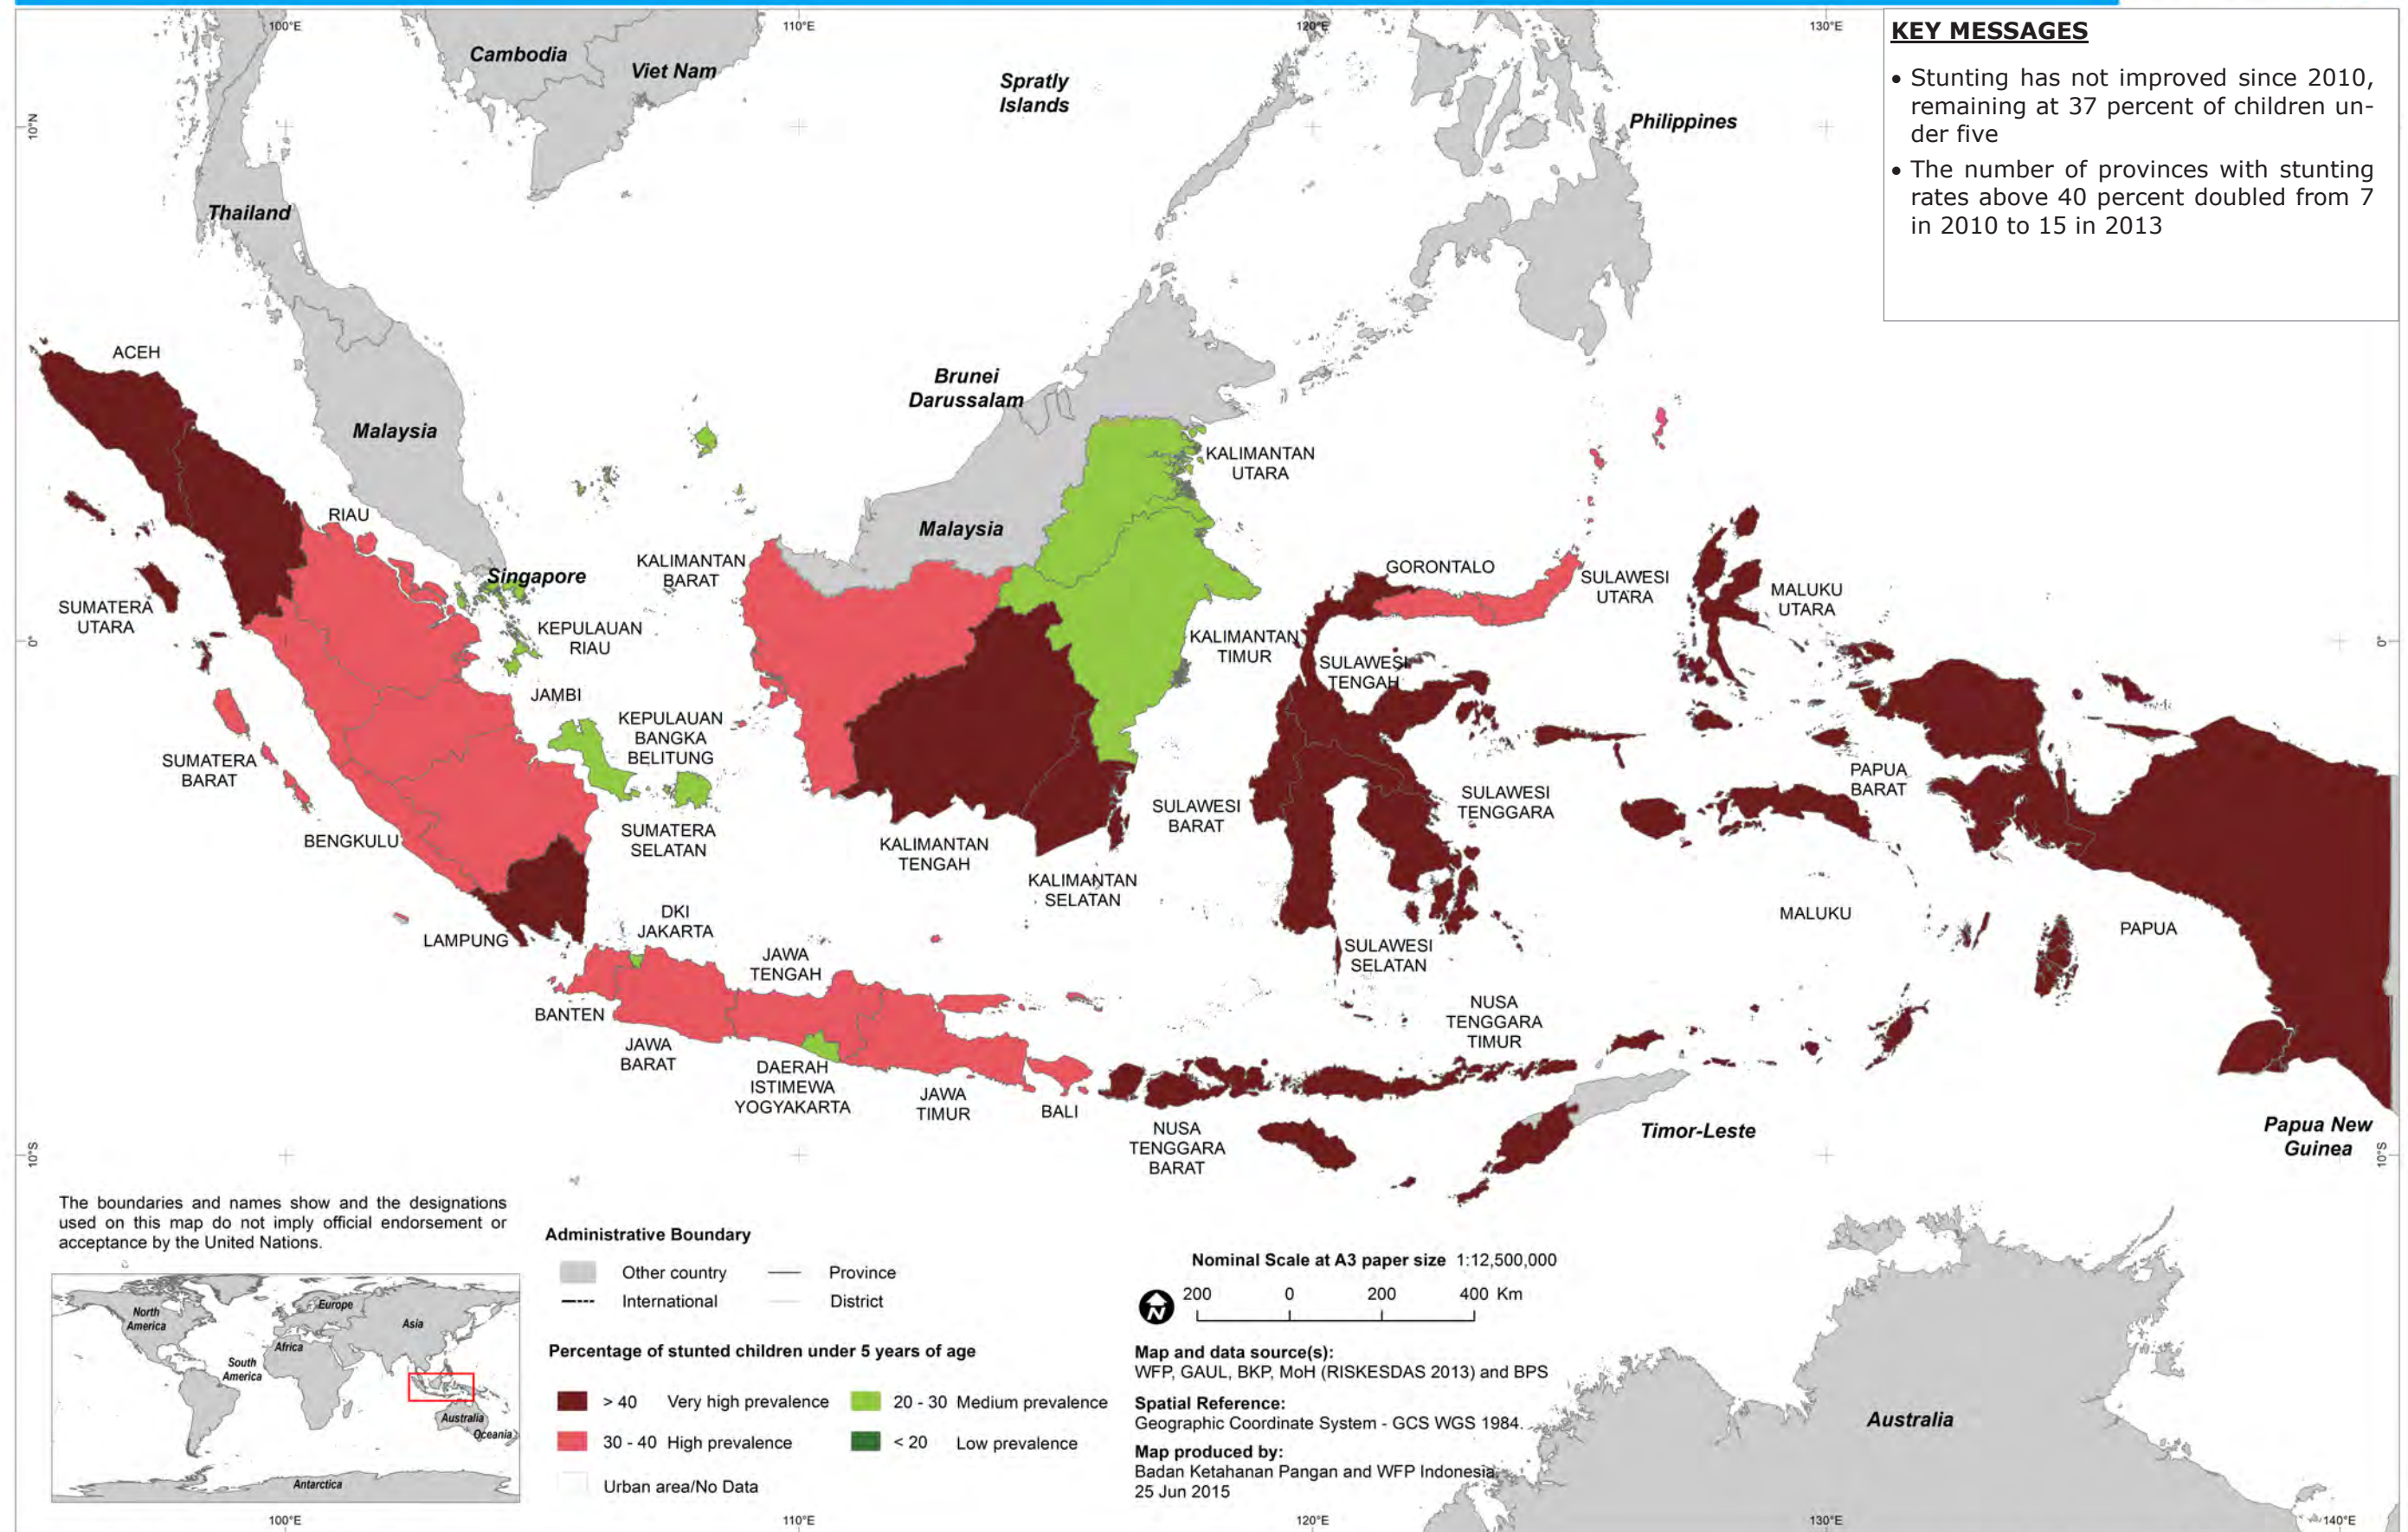 100°E
110°E
120°E
130°E
KEY MESSAGES
• Stunting has not improved since 2010,
remaining at 37 percent of children un-
der five
• The number of provinces with stunting
rates above 40 percent doubled from 7
in 2010 to 15 in 2013
Cambodia
Viet Nam
Spratly
Islands
Philippines
10°N
Thailand
ACEH
Brunei
Darussalam
Malaysia
KALIMANTAN
UTARA
RIAU
Malaysia
Singapore
KALIMANTAN
BARAT
GORONTALO
SULAWESI
UTARA
MALUKU
UTARA
SUMATERA
UTARA
KEPULAUAN
RIAU
KALIMANTAN
TIMUR
0°
0°
SULAWESI
TENGAH
JAMBI
KEPULAUAN
BANGKA
BELITUNG
SUMATERA
BARAT
PAPUA
BARAT
SULAWESI
BARAT
SULAWESI
TENGGARA
BENGKULU
SUMATERA
SELATAN
KALIMANTAN
TENGAH
KALIMANTAN
SELATAN
DKI
JAKARTA
MALUKU
PAPUA
LAMPUNG
JAWA
TENGAH
SULAWESI
SELATAN
BANTEN
NUSA
TENGGARA
TIMUR
JAWA
BARAT
DAERAH
ISTIMEWA
YOGYAKARTA
JAWA
TIMUR
BALI
NUSA
TENGGARA
BARAT
Timor-Leste
Papua New
Guinea
10°S
10°S
The boundaries and names show and the designations
used on this map do not imply official endorsement or
acceptance by the United Nations.
North
America
Europe
Asia
Africa
South
America
Australia
Oceania
Antarctica
Administrative Boundary
Other country
Province
International
District
Percentage of stunted children under 5 years of age
> 40 Very high prevalence
20 - 30 Medium prevalence
30 - 40 High prevalence
< 20 Low prevalence
Urban area/No Data
Nominal Scale at A3 paper size 1:12,500,000
N
200 0 200 400 Km
Map and data source(s):
WFP, GAUL, BKP, MoH (RISKESDAS 2013) and BPS
Spatial Reference:
Geographic Coordinate System - GCS WGS 1984.
Map produced by:
Badan Ketahanan Pangan and WFP Indonesia
25 Jun 2015
Australia
100°E
110°E
120°E
130°E
140°E